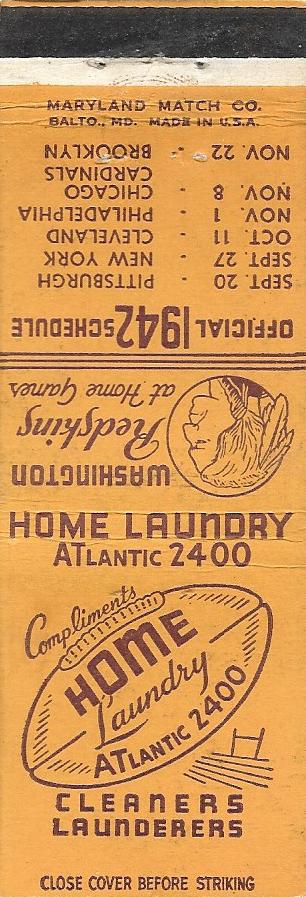 MARYLAND MATCH CO.
BALTO., MD. MADE IN U.S.A.
WASHINGTON
Redskins
at Home Games
OFFICIAL 1942 SCHEDULE
SEPT. 20 - PITTSBURGH
SEPT. 27 - NEW YORK
OCT. 11 - CLEVELAND
NOV. 1 - PHILADELPHIA
NOV. 8 - CHICAGO
CARDINALS
NOV. 22 - BROOKLYN
HOME LAUNDRY
ATLANTIC 2400
Compliments
HOME
Laundry
ATLANTIC 2400
CLEANERS
LAUNDERERS
CLOSE COVER BEFORE STRIKING